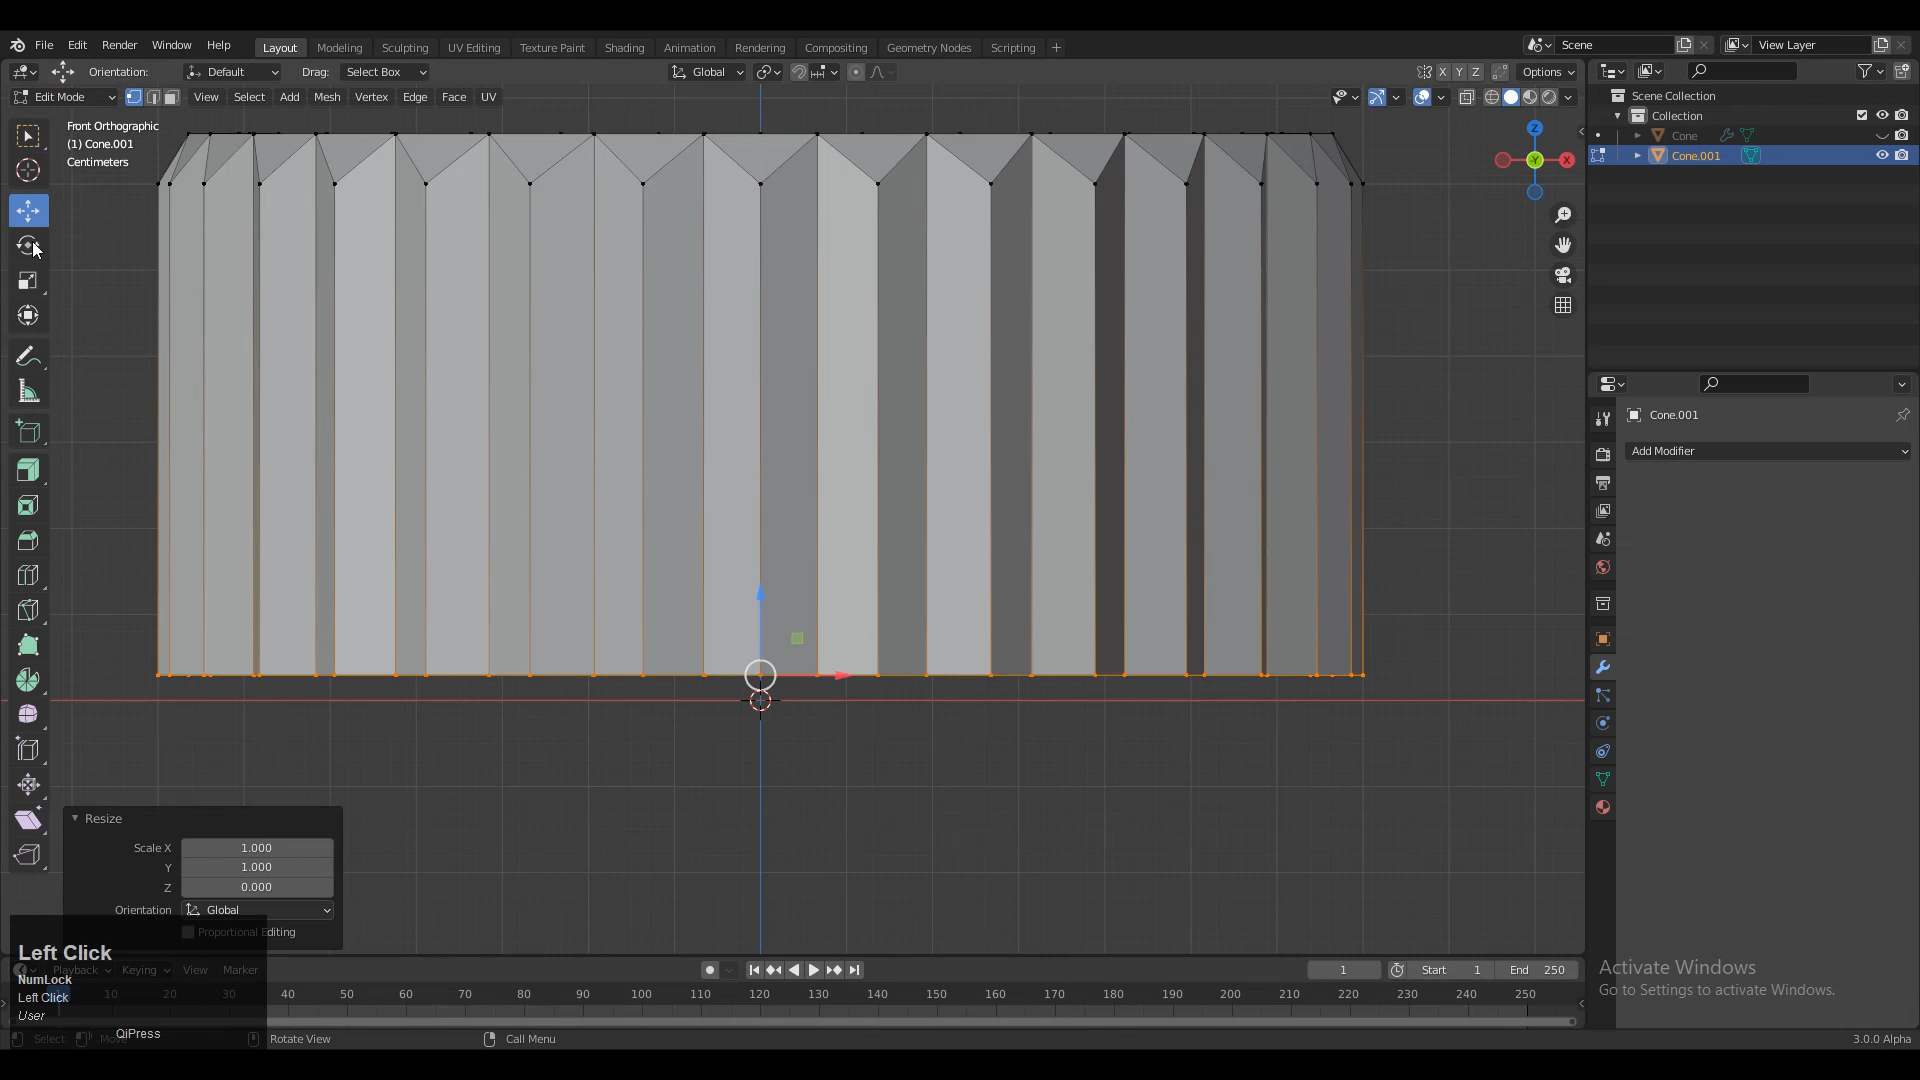 File Edit Render Window Help Layout Modeling Sculpting UV Editing Texture Paint Shading Animation Rendering Compositing Geometry Nodes Scripting + Scene View Layer
Orientation: Default Drag: Select Box Global X Y Z Options
Edit Mode View Select Add Mesh Vertex Edge Face UV
Scene Collection
Collection
Cone
Cone.001
Front Orthographic
(1) Cone.001
Centimeters
Z
Y
X
Cone.001
Add Modifier
Resize
Scale X 1.000
Y 1.000
Z 0.000
Orientation Global
Proportional Editing
Left Click
NumLock
Left Click
User
QiPress
Playback Keying View Marker 1 Start 1 End 250
10 20 30 40 50 60 70 80 90 100 110 120 130 140 150 160 170 180 190 200 210 220 230 240 250
Activate Windows
Go to Settings to activate Windows.
Select Move Rotate View Call Menu 3.0.0 Alpha